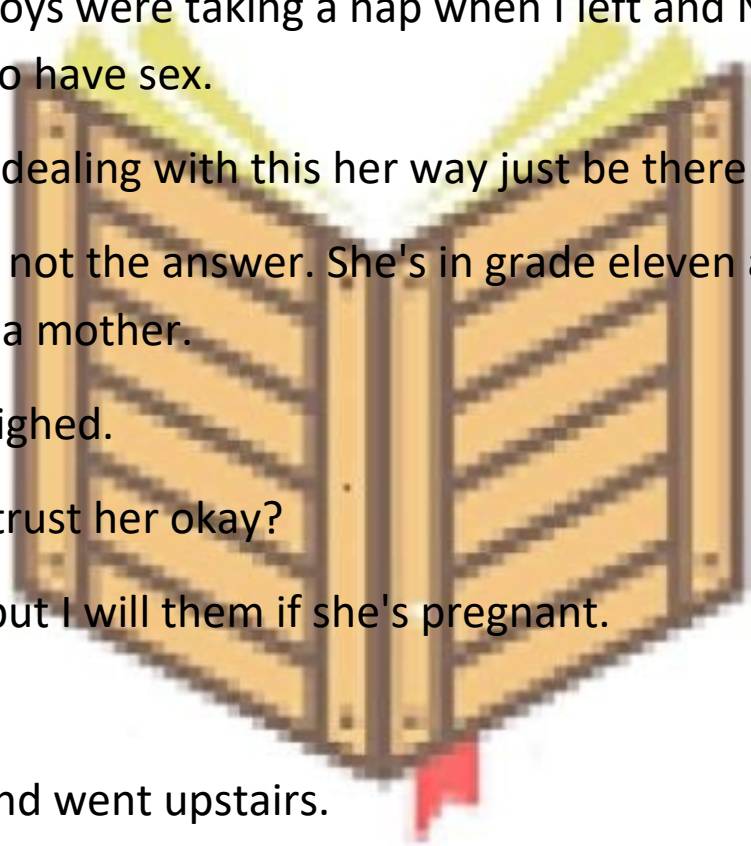 oys were taking a nap when I left and
o have sex.
dealing with this her way just be there
not the answer. She's in grade eleven
a mother.
ighed.
trust her okay?
out I will them if she's pregnant.
nd went upstairs.